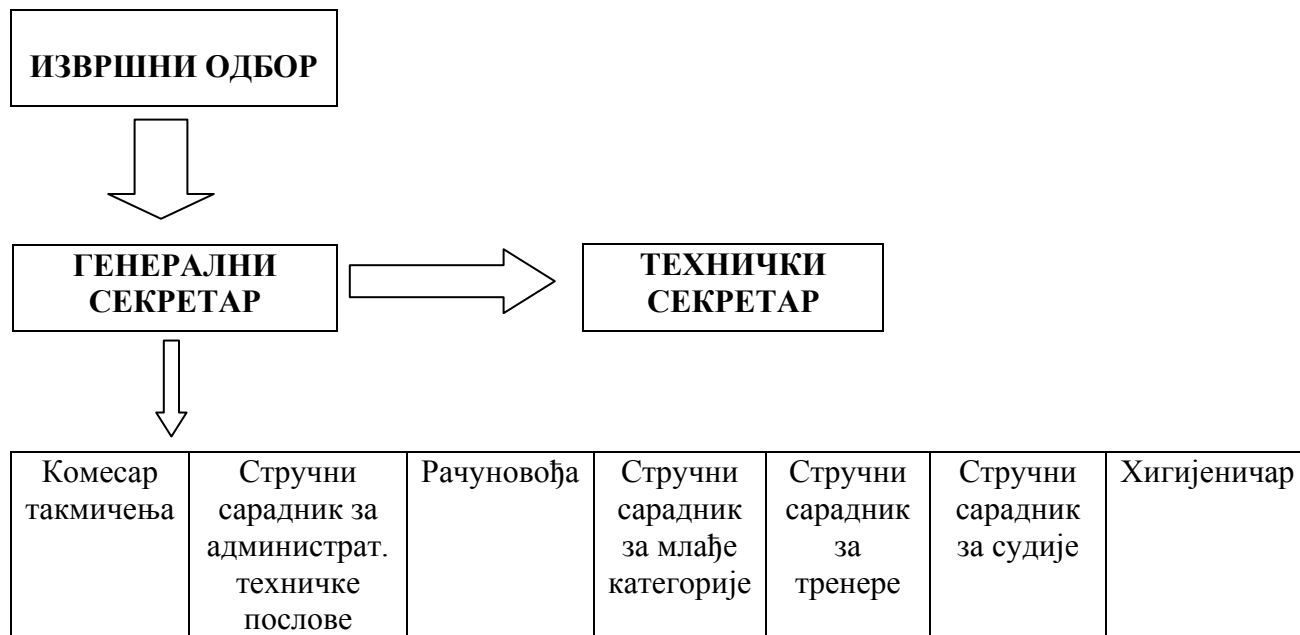 ИЗВРШНИ ОДБОР
ГЕНЕРАЛНИ
СЕКРЕТАР
ТЕХНИЧКИ
СЕКРЕТАР
Комесар
такмичења
Стручни
сарадник за
администрат.
техничке
послове
Рачуновођа
Стручни
сарадник
за млађе
категорије
Стручни
сарадник
за
тренере
Стручни
сарадник
за судије
Хигијеничар